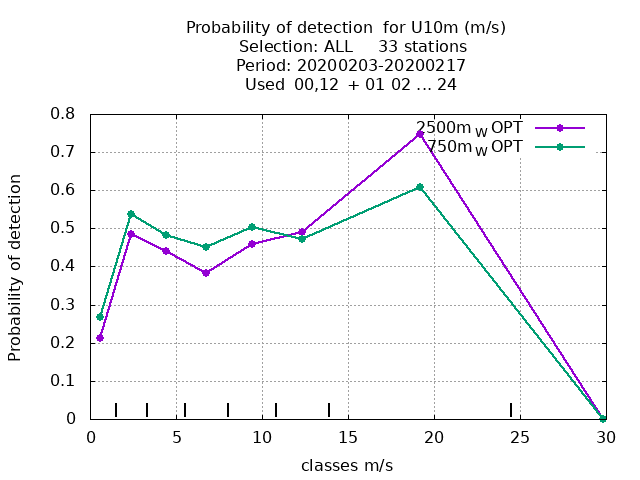 Probability of detection  for U10m (m/s)
Selection: ALL     33 stations
Period: 20200203-20200217
Used  00,12  + 01 02 ... 24
2500m W OPT
750m W OPT
0.8
0.7
0.6
0.5
0.4
0.3
0.2
0.1
0
Probability of detection
0 5 10 15 20 25 30
classes m/s